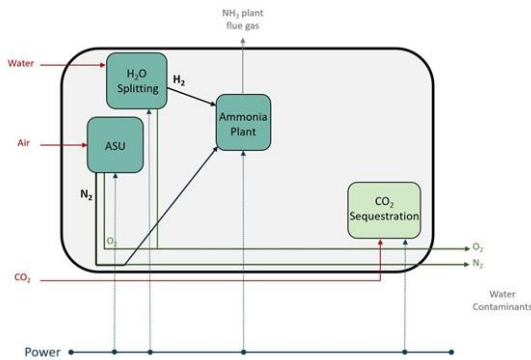 NH₃ plant
flue gas
Water
H₂O
Splitting
H₂
Ammonia
Plant
Air
ASU
N₂
CO₂
Sequestration
O₂
O₂
N₂
CO₂
Water
Contaminants
Power